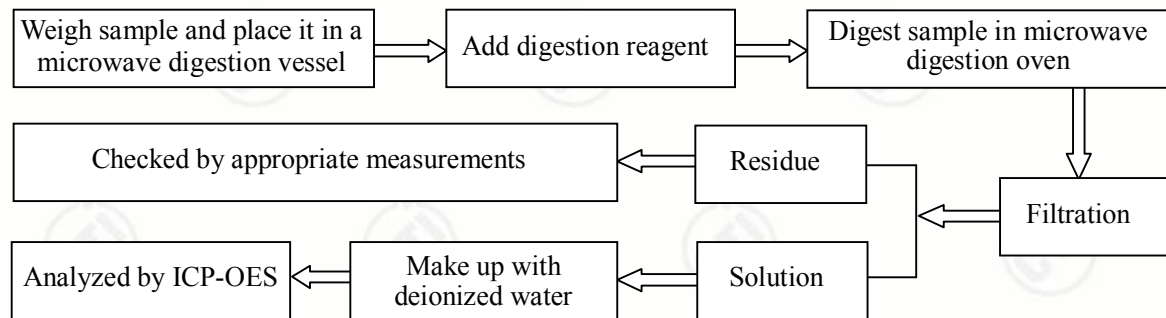 Weigh sample and place it in a
microwave digestion vessel
Add digestion reagent
Digest sample in microwave
digestion oven
Filtration
Residue
Checked by appropriate measurements
Solution
Make up with
deionized water
Analyzed by ICP-OES